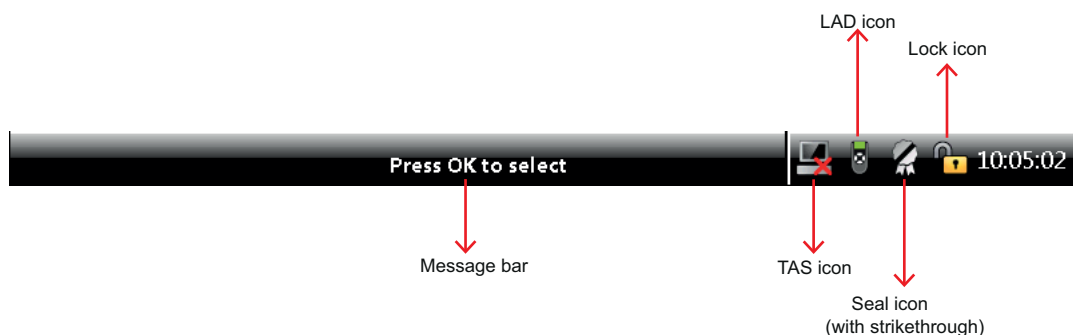 LAD icon
Lock icon
Press OK to select
10:05:02
Message bar
TAS icon
Seal icon
(with strikethrough)